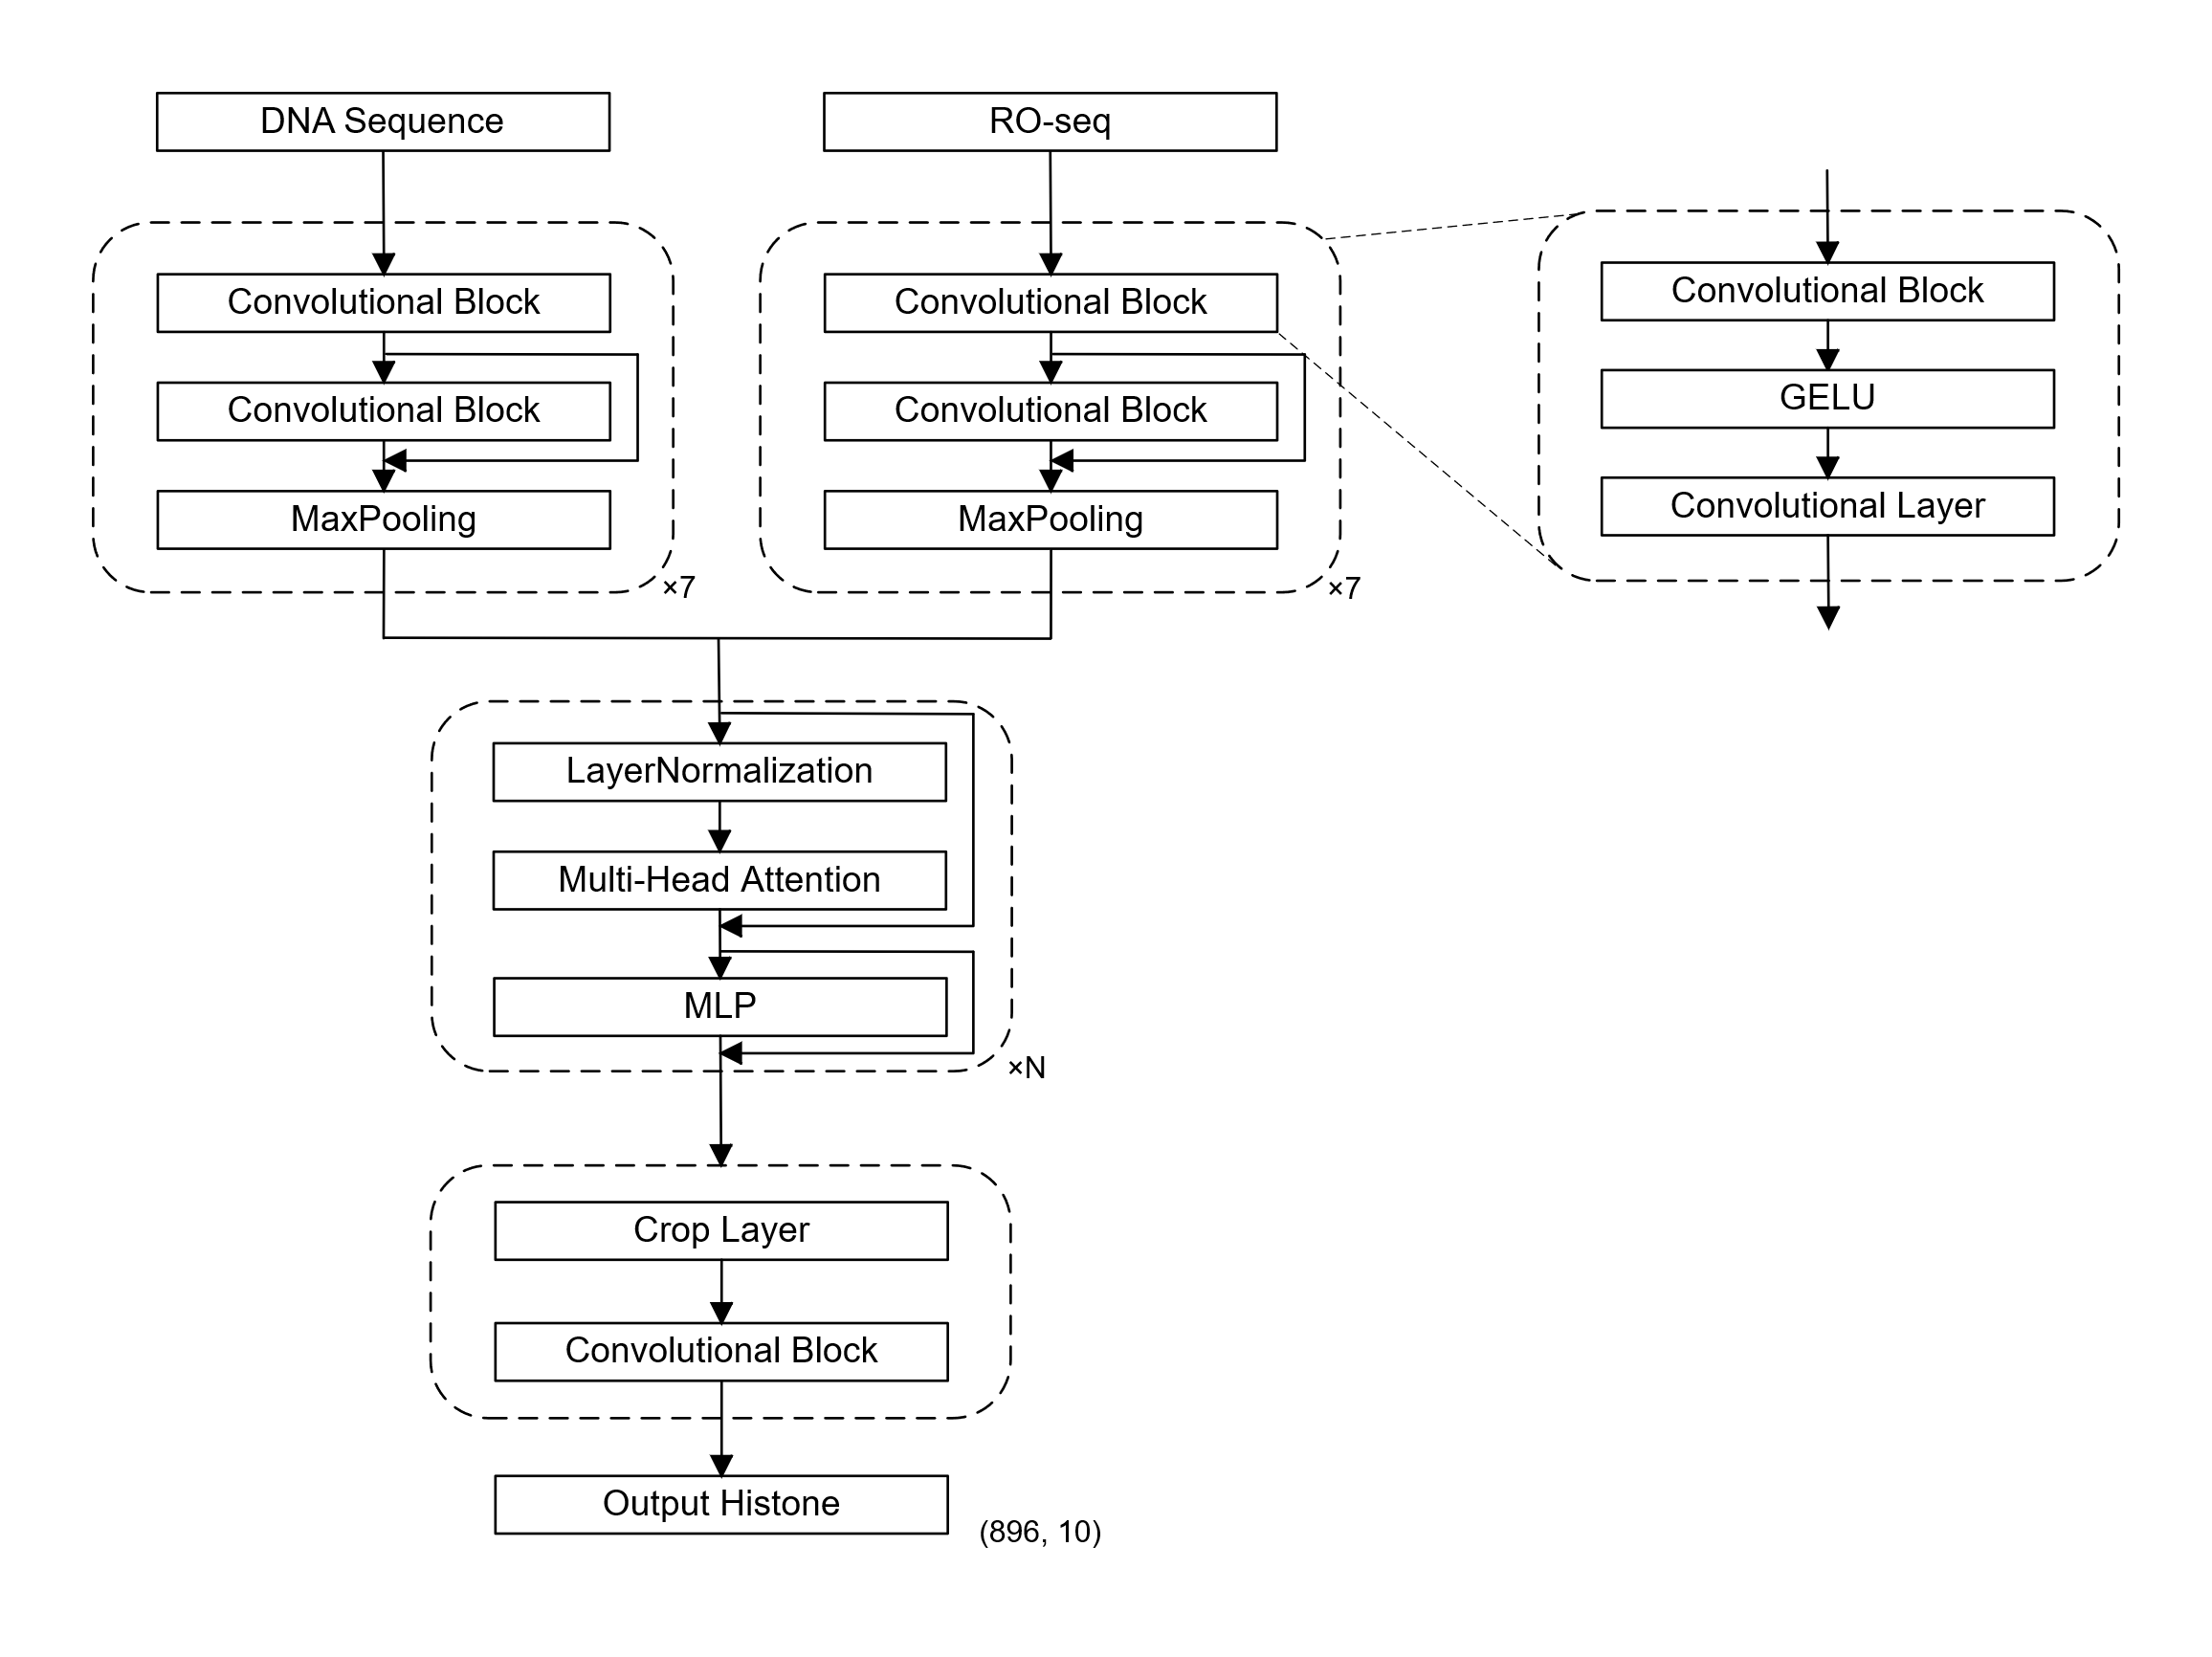 DNA Sequence
Convolutional Block
Convolutional Block
MaxPooling
×7
RO-seq
Convolutional Block
Convolutional Block
MaxPooling
×7
Convolutional Block
GELU
Convolutional Layer
LayerNormalization
Multi-Head Attention
MLP
×N
Crop Layer
Convolutional Block
Output Histone
(896, 10)